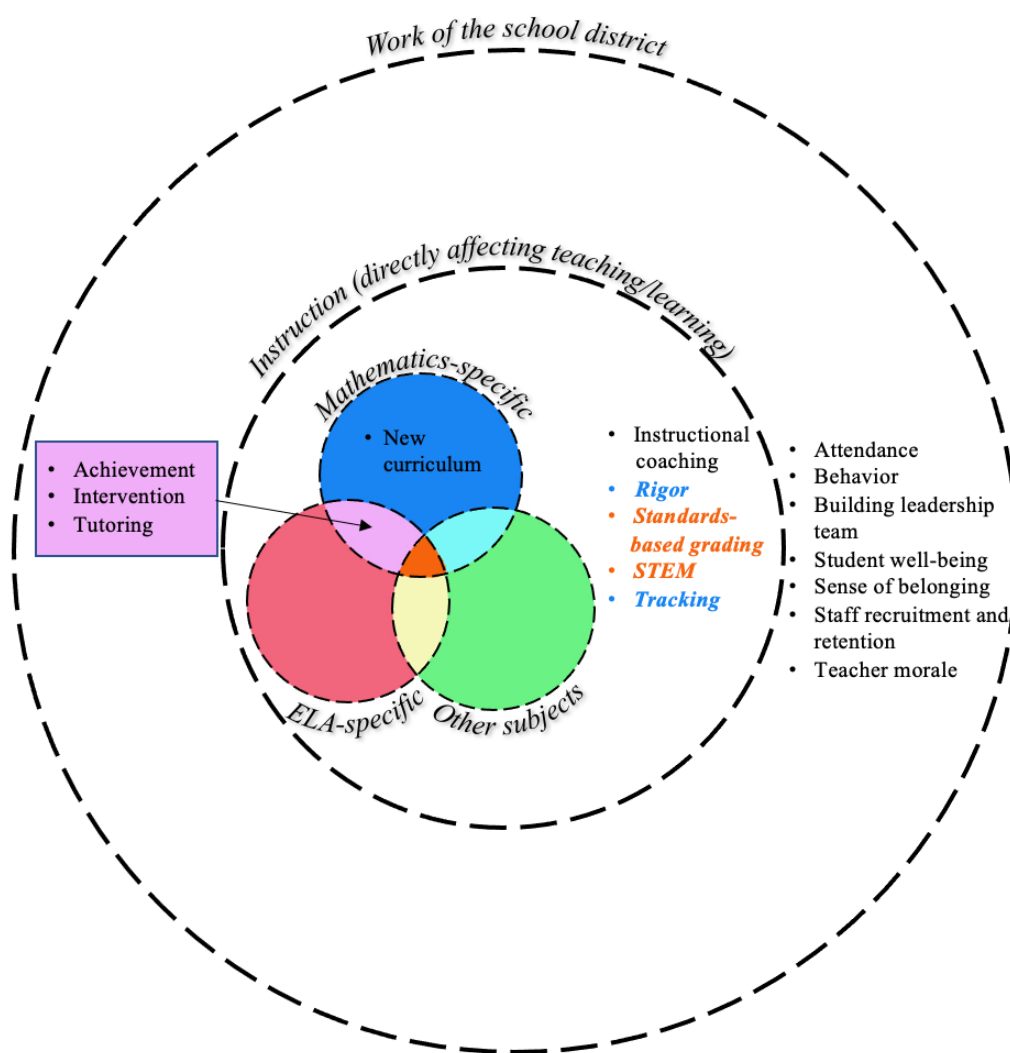 Work of the school district
Instruction (directly affecting teaching/learning)
Mathematics-specific
• New
curriculum
• Achievement
• Intervention
• Tutoring
ELA-specific
Other subjects
• Instructional
coaching
• Rigor
• Standards-
based grading
• STEM
• Tracking
• Attendance
• Behavior
• Building leadership
team
• Student well-being
• Sense of belonging
• Staff recruitment and
retention
• Teacher morale